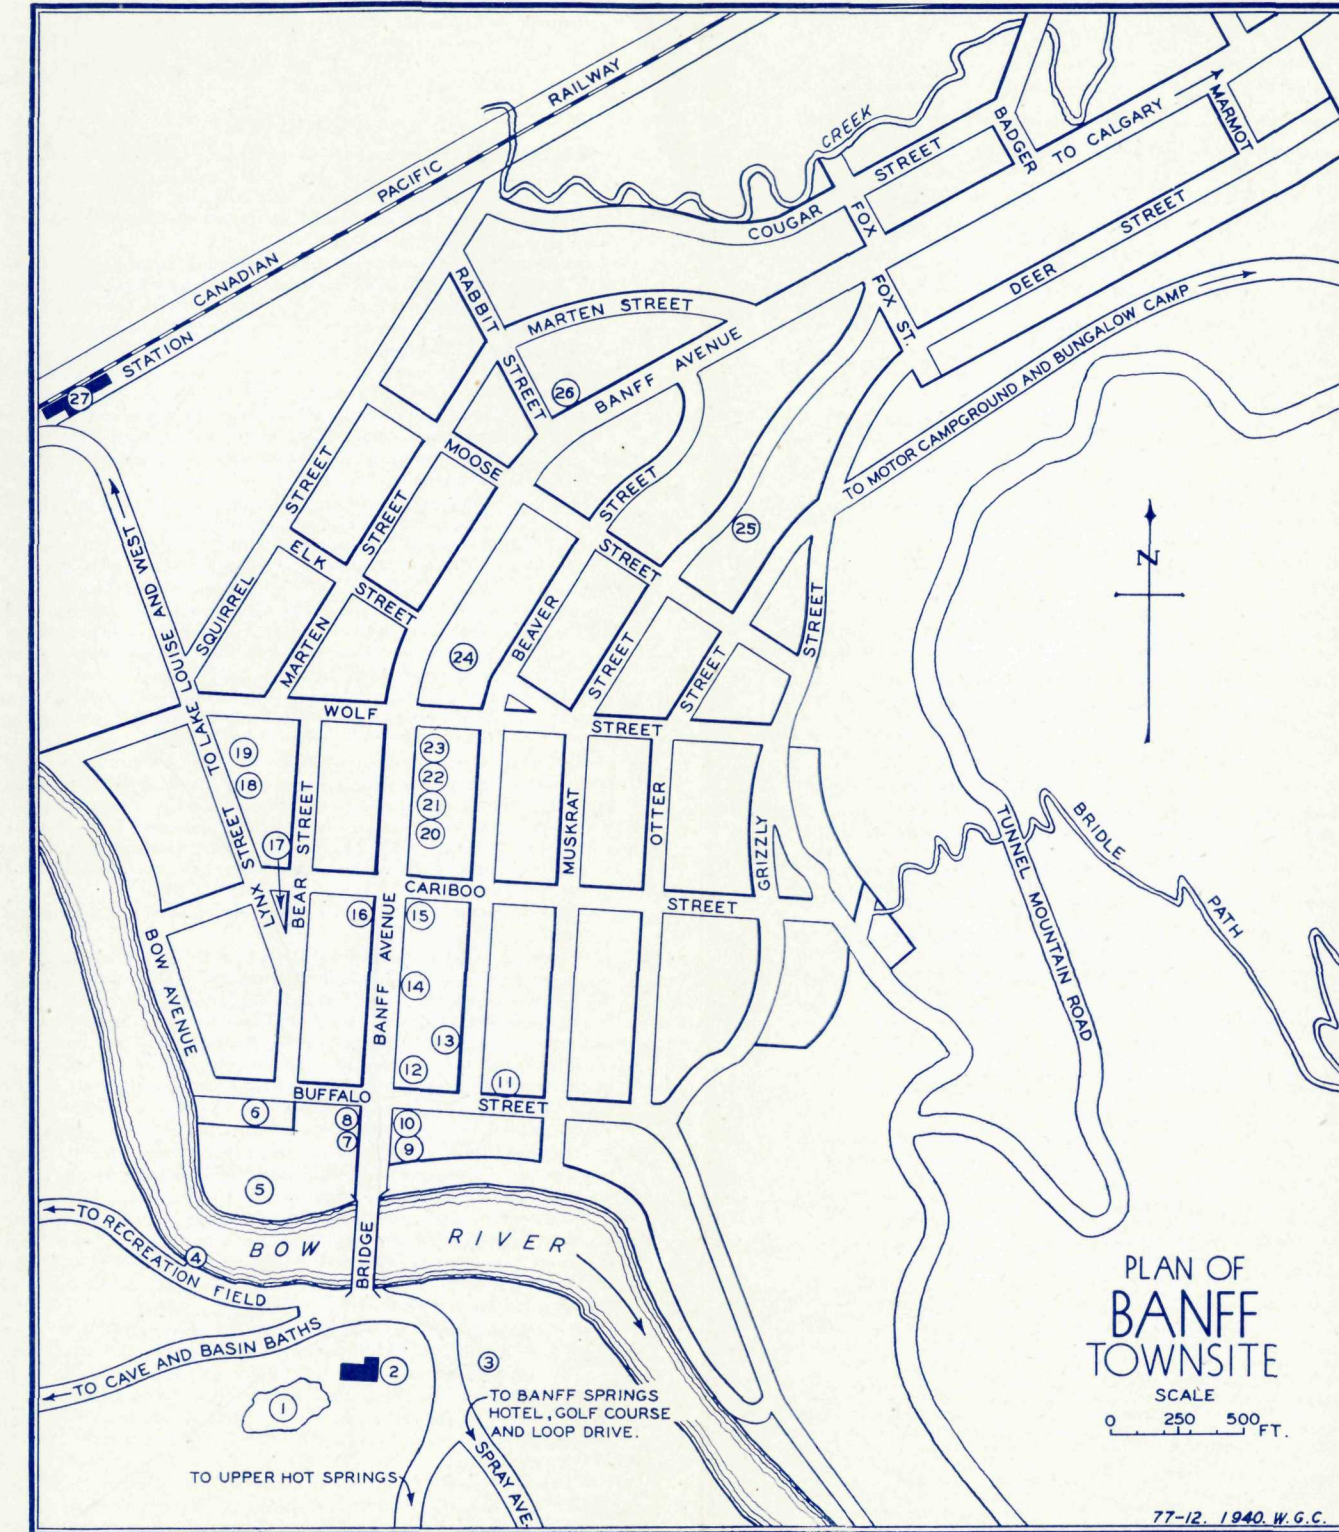 CANADIAN PACIFIC RAILWAY
STATION
27
CREEK
COUGAR STREET
BADGER
TO CALGARY
MARMOT
FOX
FOX ST.
DEER STREET
TO MOTOR CAMPGROUND AND BUNGALOW CAMP
RABBIT STREET
MARTEN STREET
26
BANFF AVENUE
MOOSE STREET
STREET
25
STREET
SQUIRREL STREET
ELK STREET
MARTEN STREET
BEAVER STREET
24
STREET
STREET
N
LYNX STREET TO LAKE LOUISE AND WEST
WOLF STREET
19
18
17
23
22
21
20
BEAR STREET
MUSKRAT
OTTER
GRIZZLY
CARIBOO STREET
16
15
14
13
12
11
BANFF AVENUE
BOW AVENUE
TUNNEL MOUNTAIN ROAD
BRIDLE PATH
BUFFALO STREET
6
8
7
10
9
5
4
BOW RIVER
BRIDGE
TO RECREATION FIELD
TO CAVE AND BASIN BATHS
2
3
1
TO BANFF SPRINGS
HOTEL, GOLF COURSE
AND LOOP DRIVE.
TO UPPER HOT SPRINGS
SPRAY AVE.
PLAN OF
BANFF
TOWNSITE
SCALE
0 250 500 FT.
77-12. 1940. W.G.C.